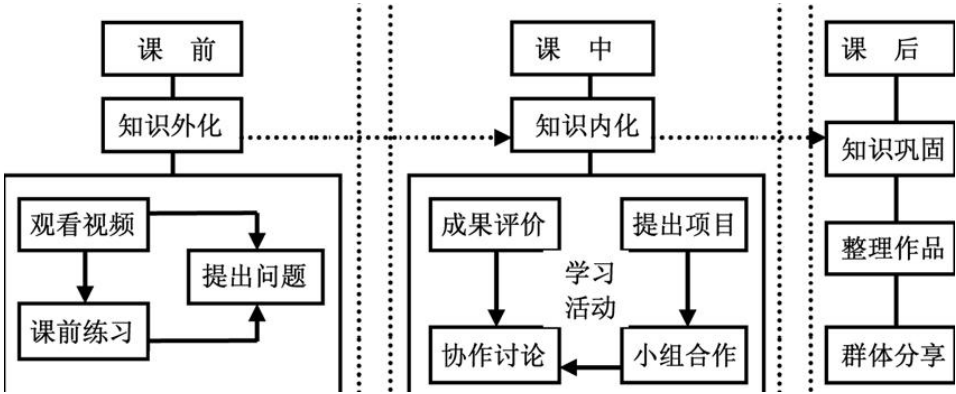 课 前
知识外化
观看视频
提出问题
课前练习
课 中
知识内化
成果评价
提出项目
学习
活动
协作讨论
小组合作
课 后
知识巩固
整理作品
群体分享